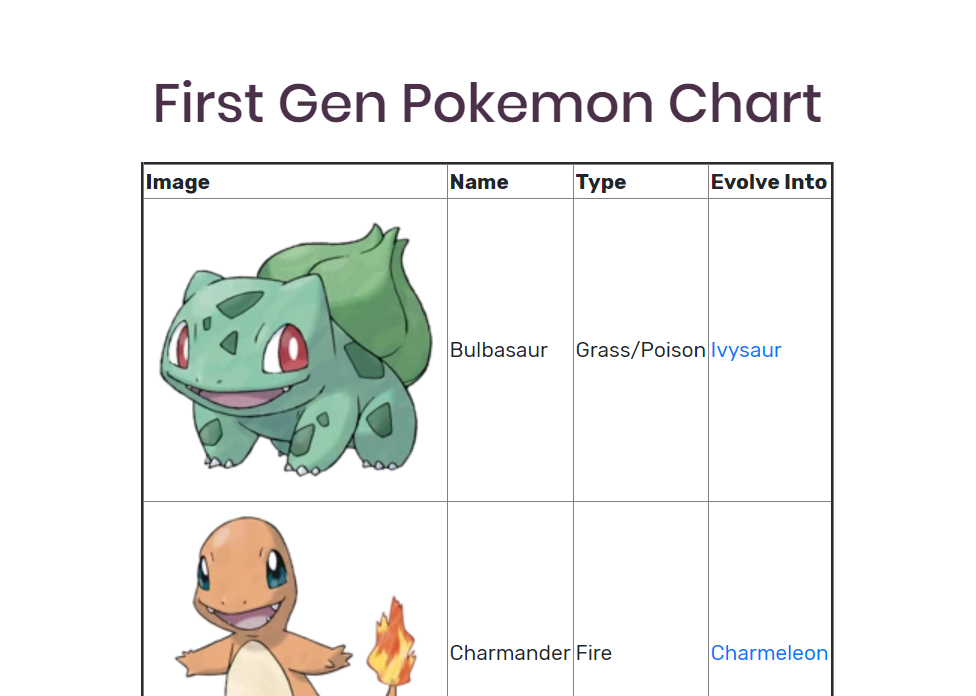 First Gen Pokemon Chart
Image Name Type Evolve Into
Bulbasaur Grass/Poison Ivysaur
Charmander Fire Charmeleon